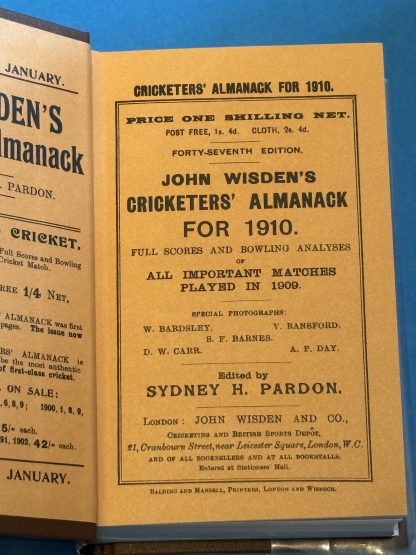 JANUARY.
DEN'S
lmanack
PARDON.
CRICKET.
Full Scores and Bowling
Cricket Match.
REE 1/4 NET,
ALMANACK was first
pages. The issue now
ERS' ALMANACK is
be the most authentic
of first-class cricket.
ON SALE:
, 6, 8, 9; 1900, 1, 8, 9,
5/- each.
91, 1902, 42/- each.
JANUARY.
CRICKETERS' ALMANACK FOR 1910.
PRICE ONE SHILLING NET.
POST FREE, 1s. 4d. CLOTH, 2s. 4d.
FORTY-SEVENTH EDITION.
JOHN WISDEN'S
CRICKETERS' ALMANACK
FOR 1910.
FULL SCORES AND BOWLING ANALYSES
OF
ALL IMPORTANT MATCHES
PLAYED IN 1909.
SPECIAL PHOTOGRAPHS:
W. BARDSLEY. V. RANSFORD.
S. F. BARNES.
D. W. CARR. A. P. DAY.
Edited by
SYDNEY H. PARDON.
LONDON: JOHN WISDEN AND CO.,
CRICKETING AND BRITISH SPORTS DEPÔT,
21, Cranbourn Street, near Leicester Square, London, W.C.
AND OF ALL BOOKSELLERS AND AT ALL BOOKSTALLS.
Entered at Stationers' Hall.
BALDING AND MANSELL, PRINTERS, LONDON AND WISBECH.